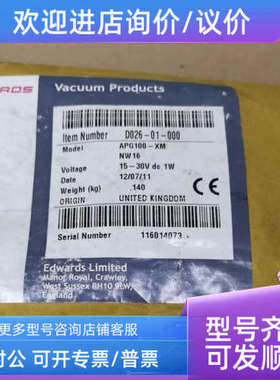 欢迎进店询价/议价
Vacuum Products
Item Number D026-01-000
Model APG100-XM
NW16
Voltage 15-30V dc 1W
Date 12/07/11
Weight (kg) .140
ORIGIN UNITED KINGDOM
CE
Serial Number 116014073
Edwards Limited
Manor Royal, Crawley,
West Sussex RH10 9LW,
England
更多型号咨询店铺客服
对公 可开专票/普票
型号齐
可发顺